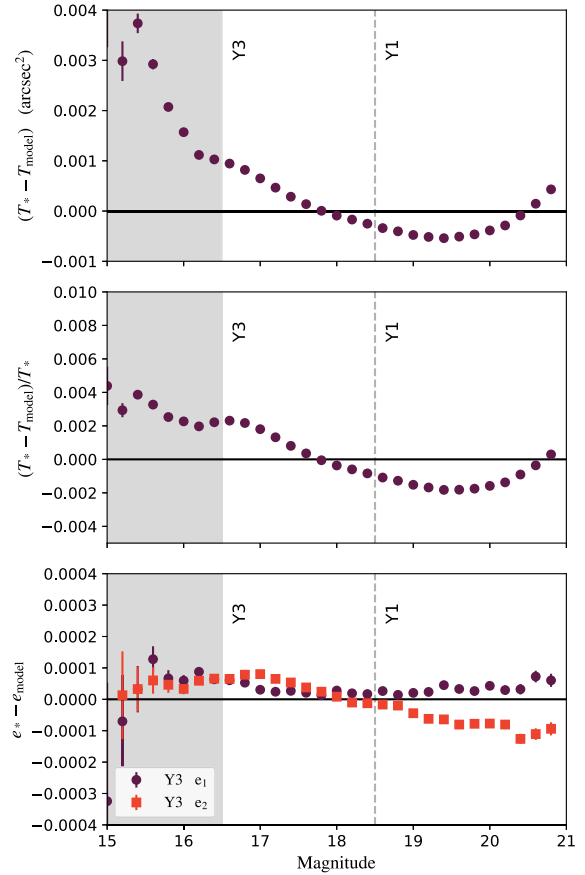 0.004
0.003
0.002
0.001
0.000
−0.001
(T* − T_model) (arcsec²)
Y3
Y1
0.010
0.008
0.006
0.004
0.002
0.000
−0.002
−0.004
(T* − T_model)/T*
Y3
Y1
0.0004
0.0003
0.0002
0.0001
0.0000
−0.0001
−0.0002
−0.0003
−0.0004
e* − e_model
Y3
Y1
Y3 e₁
Y3 e₂
15 16 17 18 19 20 21
Magnitude